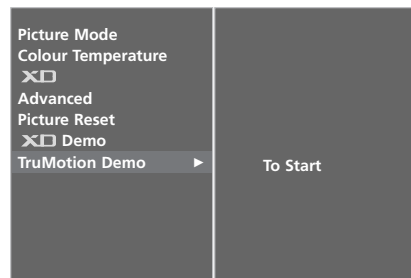 Picture Mode
Colour Temperature
XD
Advanced
Picture Reset
XD Demo
TruMotion Demo ►
To Start